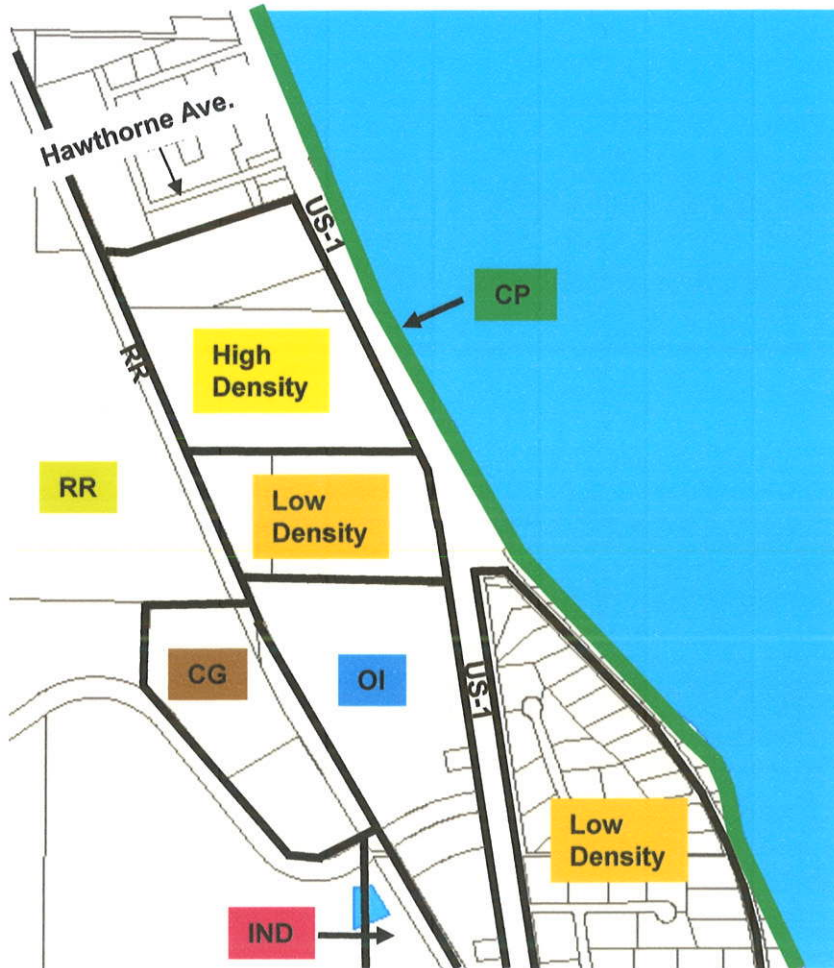 Hawthorne Ave.
US-1
CP
RR
High
Density
RR
Low
Density
CG
OI
US-1
Low
Density
IND